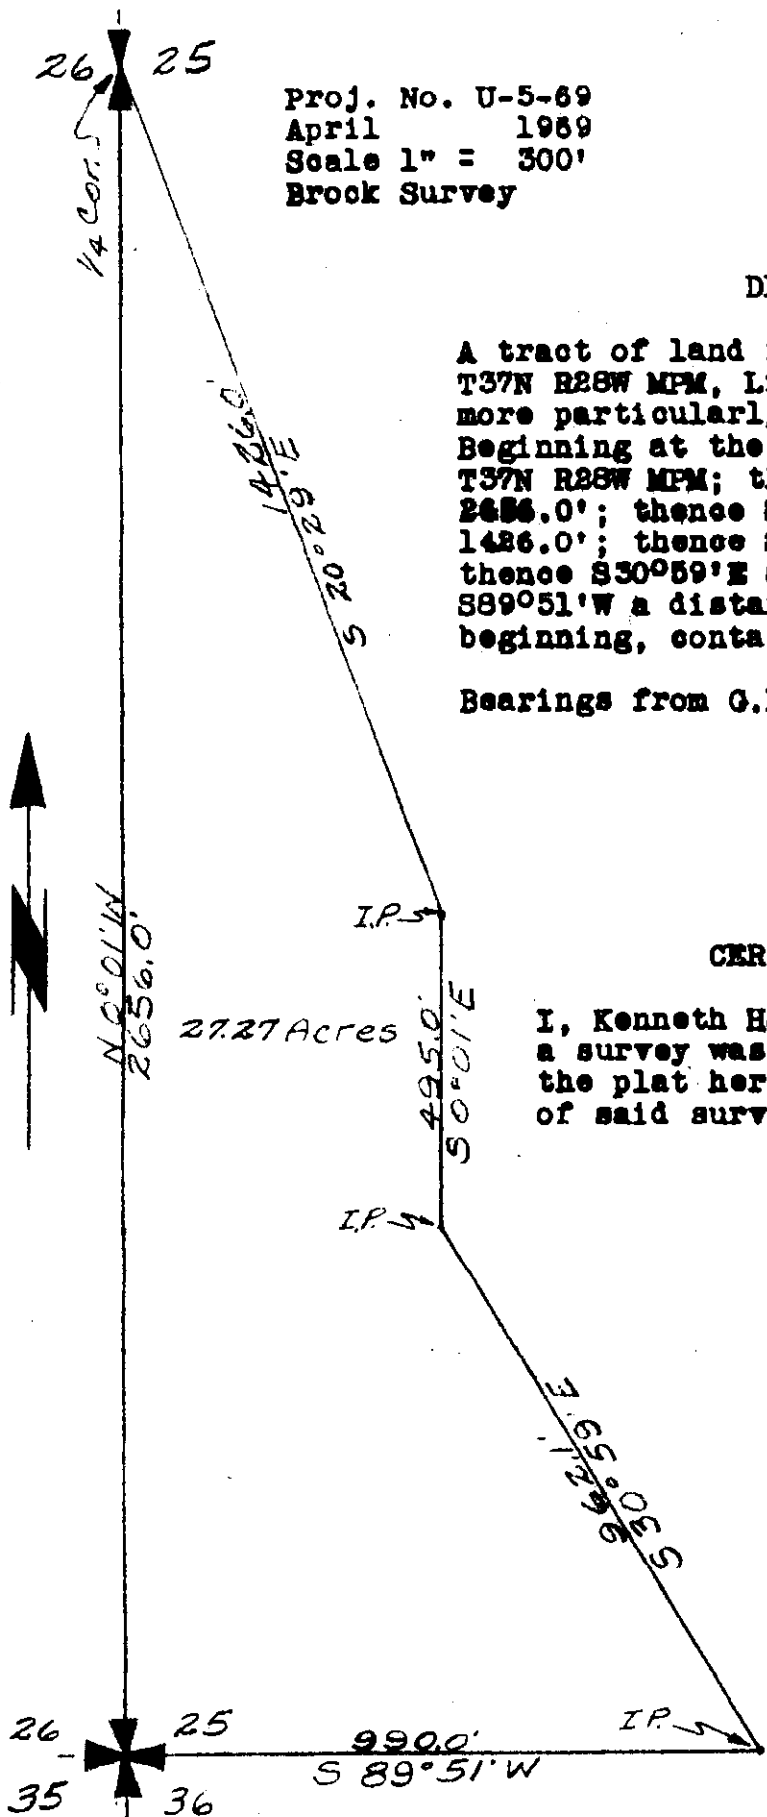 26 25
1/4 Cor.
Proj. No. U-5-69
April 1969
Scale 1" = 300'
Brock Survey
A tract of land
T37N R28W MPM,
more particularl
Beginning at the
T37N R28W MPM;
2656.0'; thence
1426.0'; thence
thence S30°59'E
S89°51'W a dista
beginning, conta
Bearings from G.
1426.0'
S 20°29'E
N
I.P.
N 0°01'W
2656.0'
27.27 Acres
495.0'
S 0°01'E
CER
I, Kenneth H
a survey was
the plat her
of said surv
I.P.
962.1'
S 30°59'E
26 25
I.P.
990.0'
S 89°51'W
35 36